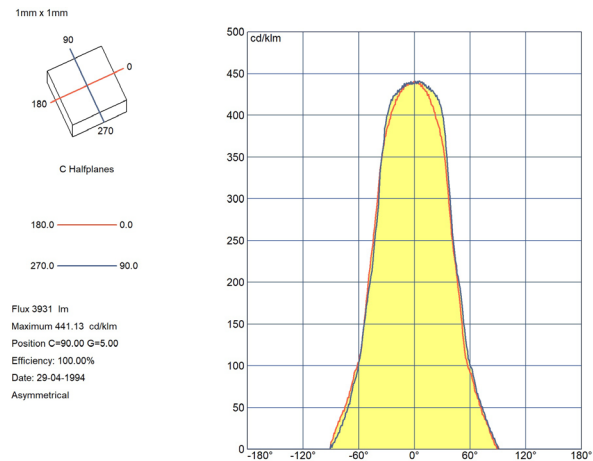 1mm x 1mm
90
0
180
270
C Halfplanes
180.0 0.0
270.0 90.0
Flux 3931 lm
Maximum 441.13 cd/klm
Position C=90.00 G=5.00
Efficiency: 100.00%
Date: 29-04-1994
Asymmetrical
500
cd/klm
450
400
350
300
250
200
150
100
50
0
-180° -120° -60° 0° 60° 120° 180°